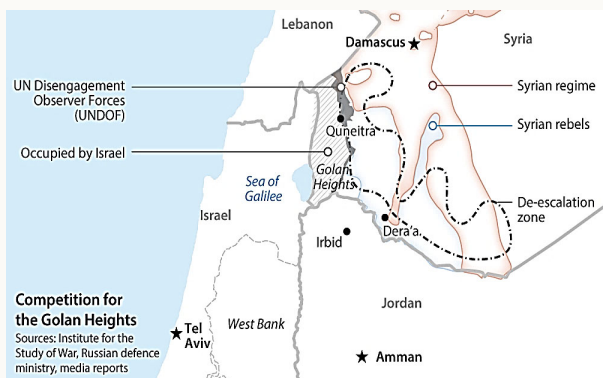 Lebanon
Damascus
Syria
UN Disengagement
Observer Forces
(UNDOF)
Syrian regime
Quneitra
Syrian rebels
Occupied by Israel
Golan
Heights
Sea of
Galilee
De-escalation
zone
Israel
Dera'a
Irbid
Jordan
Competition for
the Golan Heights
Sources: Institute for the
Study of War, Russian defence
ministry, media reports
West Bank
Tel
Aviv
Amman